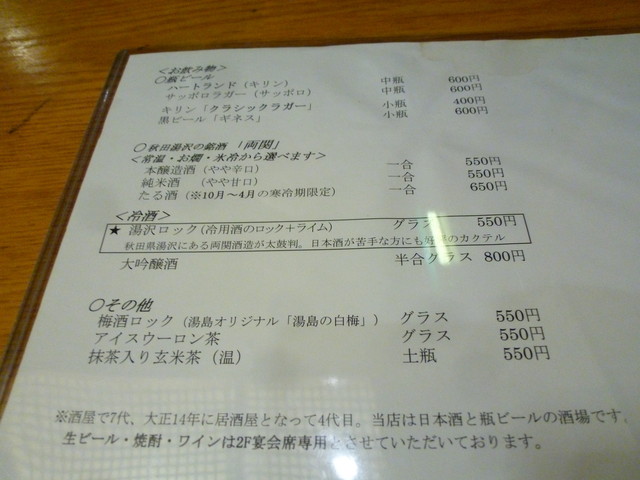 <お飲み物>
○瓶ビール
ハートランド（キリン） 中瓶 600円
サッポロラガー（サッポロ） 中瓶 600円
キリン「クラシックラガー」 小瓶 400円
黒ビール「ギネス」 小瓶 600円
○秋田湯沢の銘酒 「両関」
<常温・お燗・氷冷から選べます>
本醸造酒（やや辛口） 一合 550円
純米酒 （やや甘口） 一合 550円
たる酒（※10月～4月の寒冷期限定） 一合 650円
<冷酒>
★ 湯沢ロック（冷用酒のロック＋ライム） グラス 550円
秋田県湯沢にある両関酒造が太鼓判。日本酒が苦手な方にも好評のカクテル
大吟醸酒 半合グラス 800円
○その他
梅酒ロック（湯島オリジナル「湯島の白梅」） グラス 550円
アイスウーロン茶 グラス 550円
抹茶入り玄米茶（温） 土瓶 550円
※酒屋で7代、大正14年に居酒屋となって4代目。当店は日本酒と瓶ビールの酒場です。
生ビール・焼酎・ワインは2F宴会席専用とさせていただいております。